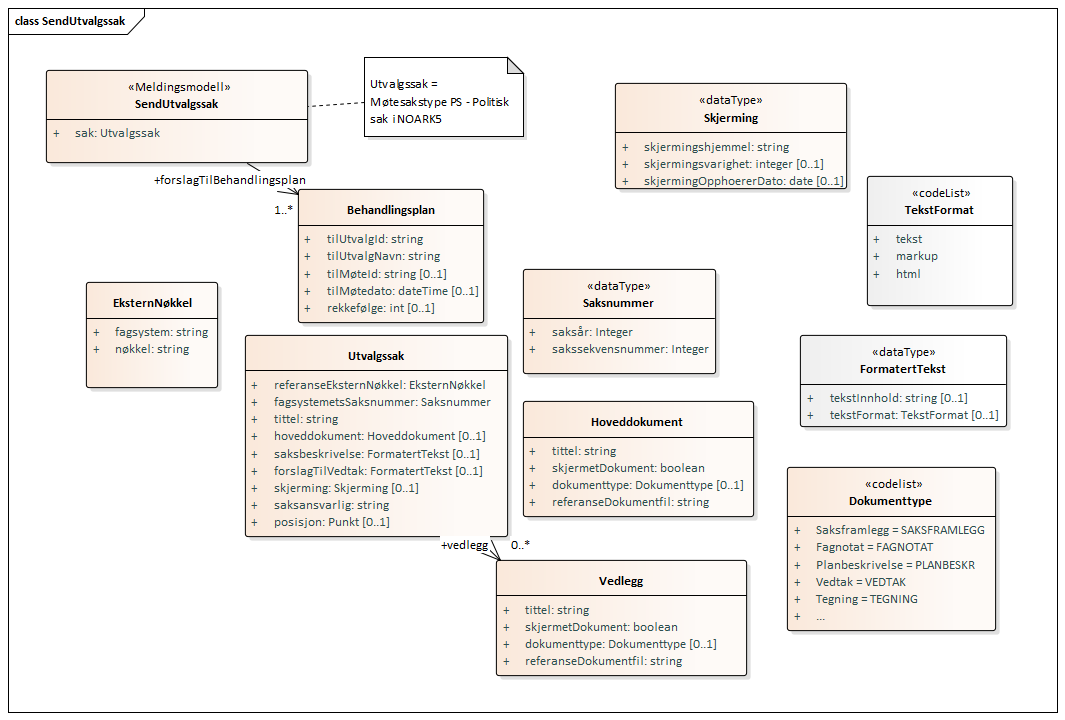 class SendUtvalgssak
«Meldingsmodell»
SendUtvalgssak
+ sak: Utvalgssak
Utvalgssak =
Møtesakstype PS - Politisk
sak i NOARK5
+forslagTilBehandlingsplan
1..*
Behandlingsplan
+ tilUtvalgId: string
+ tilUtvalgNavn: string
+ tilMøteId: string [0..1]
+ tilMøtedato: dateTime [0..1]
+ rekkefølge: int [0..1]
«dataType»
Skjerming
+ skjermingshjemmel: string
+ skjermingsvarighet: integer [0..1]
+ skjermingOpphoererDato: date [0..1]
«codeList»
TekstFormat
+ tekst
+ markup
+ html
EksternNøkkel
+ fagsystem: string
+ nøkkel: string
«dataType»
Saksnummer
+ saksår: Integer
+ sakssekvensnummer: Integer
Utvalgssak
+ referanseEksternNøkkel: EksternNøkkel
+ fagsystemetsSaksnummer: Saksnummer
+ tittel: string
+ hoveddokument: Hoveddokument [0..1]
+ saksbeskrivelse: FormatertTekst [0..1]
+ forslagTilVedtak: FormatertTekst [0..1]
+ skjerming: Skjerming [0..1]
+ saksansvarlig: string
+ posisjon: Punkt [0..1]
«dataType»
FormatertTekst
+ tekstInnhold: string [0..1]
+ tekstFormat: TekstFormat [0..1]
Hoveddokument
+ tittel: string
+ skjermetDokument: boolean
+ dokumenttype: Dokumenttype [0..1]
+ referanseDokumentfil: string
«codelist»
Dokumenttype
+ Saksframlegg = SAKSFRAMLEGG
+ Fagnotat = FAGNOTAT
+ Planbeskrivelse = PLANBESKR
+ Vedtak = VEDTAK
+ Tegning = TEGNING
+ ...
+vedlegg
0..*
Vedlegg
+ tittel: string
+ skjermetDokument: boolean
+ dokumenttype: Dokumenttype [0..1]
+ referanseDokumentfil: string